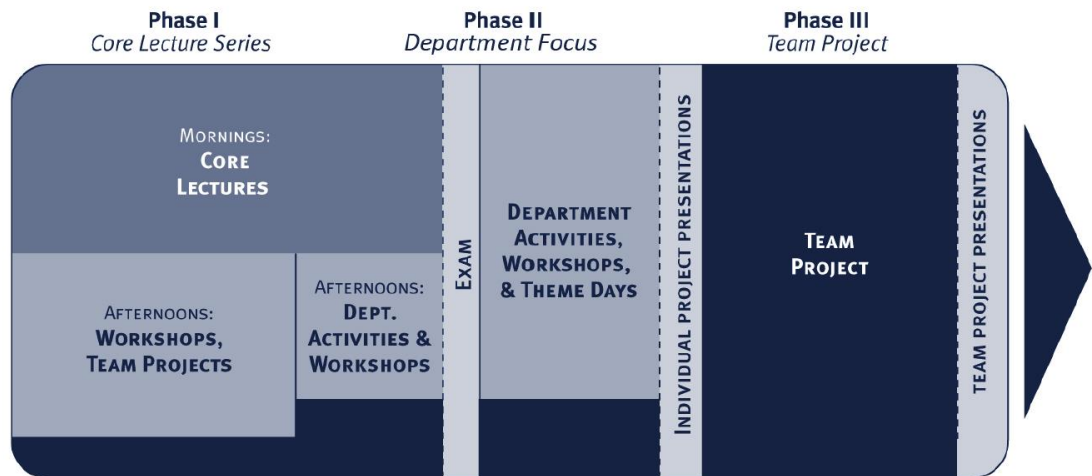 Phase I
Core Lecture Series
Phase II
Department Focus
Phase III
Team Project
MORNINGS:
CORE
LECTURES
AFTERNOONS:
WORKSHOPS,
TEAM PROJECTS
AFTERNOONS:
DEPT.
ACTIVITIES &
WORKSHOPS
EXAM
DEPARTMENT
ACTIVITIES,
WORKSHOPS,
& THEME DAYS
INDIVIDUAL PROJECT PRESENTATIONS
TEAM
PROJECT
TEAM PROJECT PRESENTATIONS